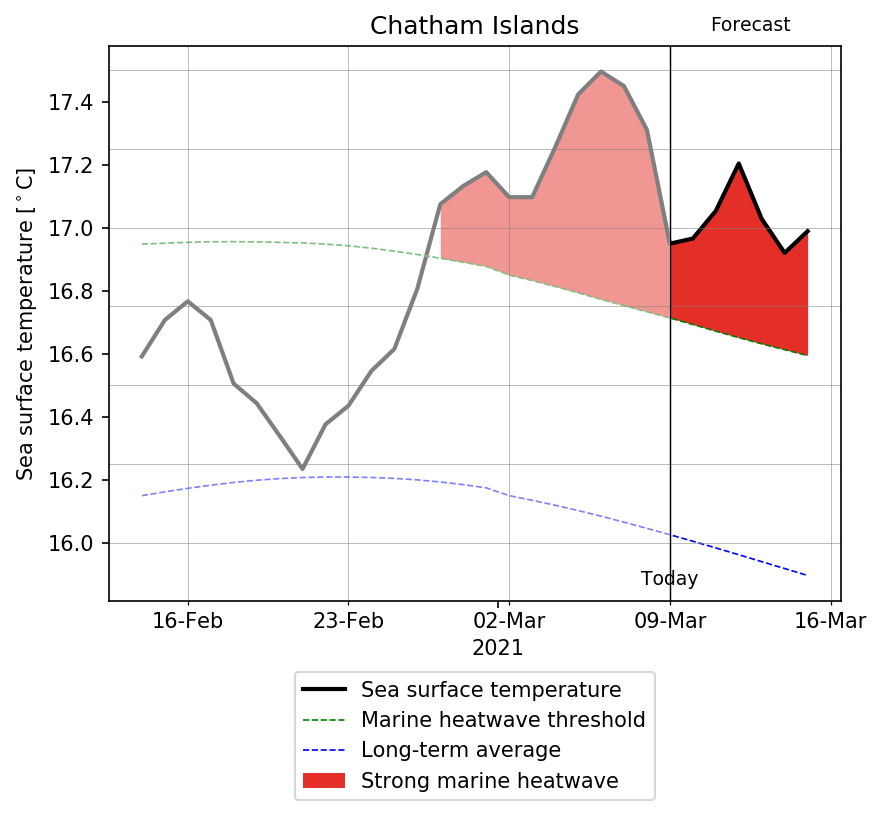 Chatham Islands
Forecast
Sea surface temperature [°C]
17.4
17.2
17.0
16.8
16.6
16.4
16.2
16.0
Today
16-Feb
23-Feb
02-Mar
09-Mar
16-Mar
2021
Sea surface temperature
Marine heatwave threshold
Long-term average
Strong marine heatwave